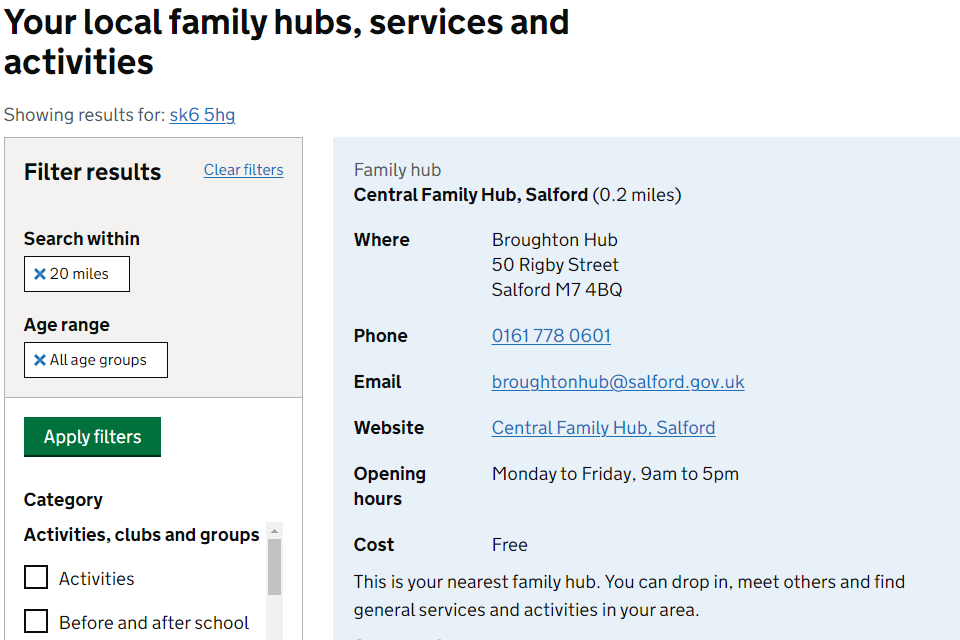 Your local family hubs, services and
activities
Showing results for: sk6 5hg
Filter results
Clear filters
Search within
20 miles
Age range
All age groups
Apply filters
Category
Activities, clubs and groups
Activities
Before and after school
Family hub
Central Family Hub, Salford (0.2 miles)
Where
Broughton Hub
50 Rigby Street
Salford M7 4BQ
Phone
0161 778 0601
Email
broughtonhub@salford.gov.uk
Website
Central Family Hub, Salford
Opening
hours
Monday to Friday, 9am to 5pm
Cost
Free
This is your nearest family hub. You can drop in, meet others and find
general services and activities in your area.